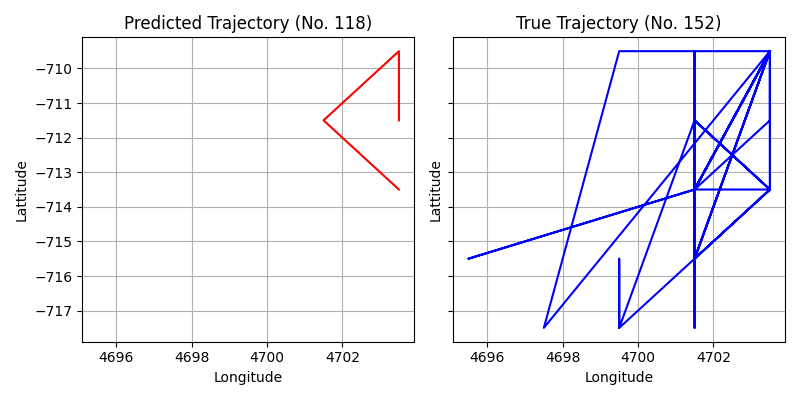 Predicted Trajectory (No. 118)
True Trajectory (No. 152)
−710
−711
−712
−713
−714
−715
−716
−717
Lattitude
Lattitude
4696 4698 4700 4702
4696 4698 4700 4702
Longitude
Longitude